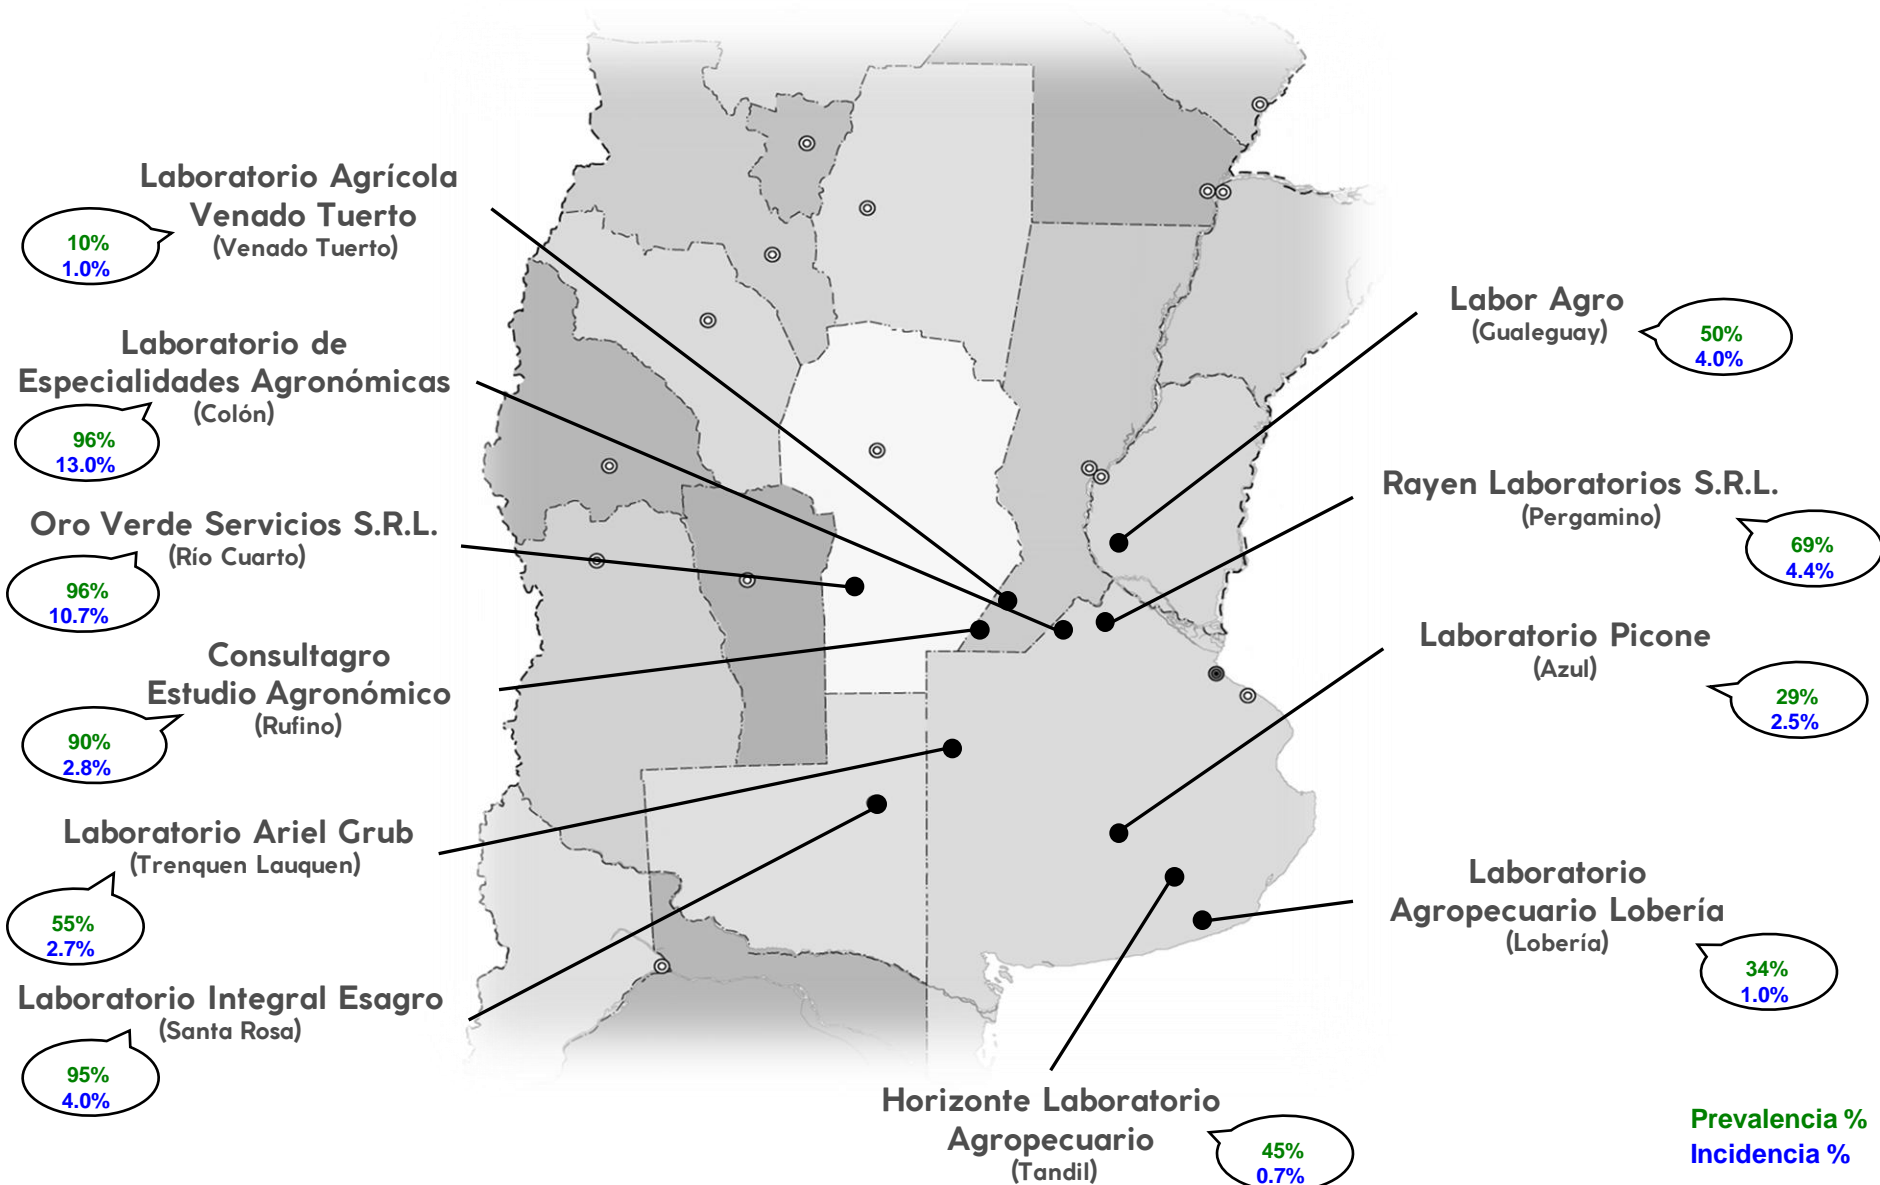 Laboratorio Agrícola
Venado Tuerto
(Venado Tuerto)
10%
1.0%
Laboratorio de
Especialidades Agronómicas
(Colón)
96%
13.0%
Oro Verde Servicios S.R.L.
(Río Cuarto)
96%
10.7%
Consultagro
Estudio Agronómico
(Rufino)
90%
2.8%
Laboratorio Ariel Grub
(Trenquen Lauquen)
55%
2.7%
Laboratorio Integral Esagro
(Santa Rosa)
95%
4.0%
Labor Agro
(Gualeguay)
50%
4.0%
Rayen Laboratorios S.R.L.
(Pergamino)
69%
4.4%
Laboratorio Picone
(Azul)
29%
2.5%
Laboratorio
Agropecuario Lobería
(Lobería)
34%
1.0%
Horizonte Laboratorio
Agropecuario
(Tandil)
45%
0.7%
Prevalencia %
Incidencia %